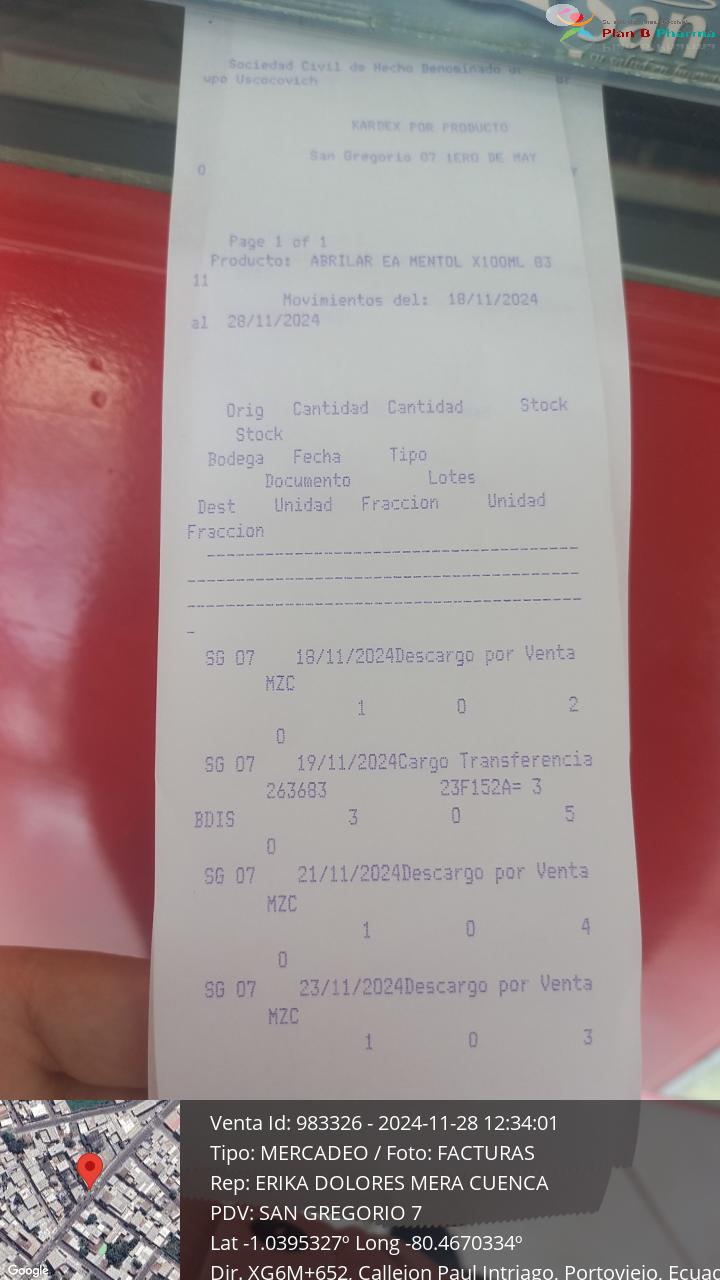 Plan B Pharma
Sociedad Civil de Hecho Denominado
upo Uscocovich
KARDEX POR PRODUCTO
San Gregorio 07 1ERO DE MAY
O
Page 1 of 1
Producto: ABRILAR EA MENTOL X100ML 83
11
Movimientos del: 18/11/2024
al 28/11/2024
Orig Cantidad Cantidad Stock
Stock
Bodega Fecha Tipo
Documento Lotes
Dest Unidad Fraccion Unidad
Fraccion
---------------------------------------
-----------------------------------------
-----------------------------------------
-
SG 07 18/11/2024Descargo por Venta
MZC
1 0 2
0
SG 07 19/11/2024Cargo Transferencia
263683 23F152A= 3
BDIS 3 0 5
0
SG 07 21/11/2024Descargo por Venta
MZC
1 0 4
0
SG 07 23/11/2024Descargo por Venta
MZC
1 0 3
Venta Id: 983326 - 2024-11-28 12:34:01
Tipo: MERCADEO / Foto: FACTURAS
Rep: ERIKA DOLORES MERA CUENCA
PDV: SAN GREGORIO 7
Lat -1.0395327º Long -80.4670334º
Dir. XG6M+652, Callejon Paul Intriago, Portoviejo, Ecuad
Google